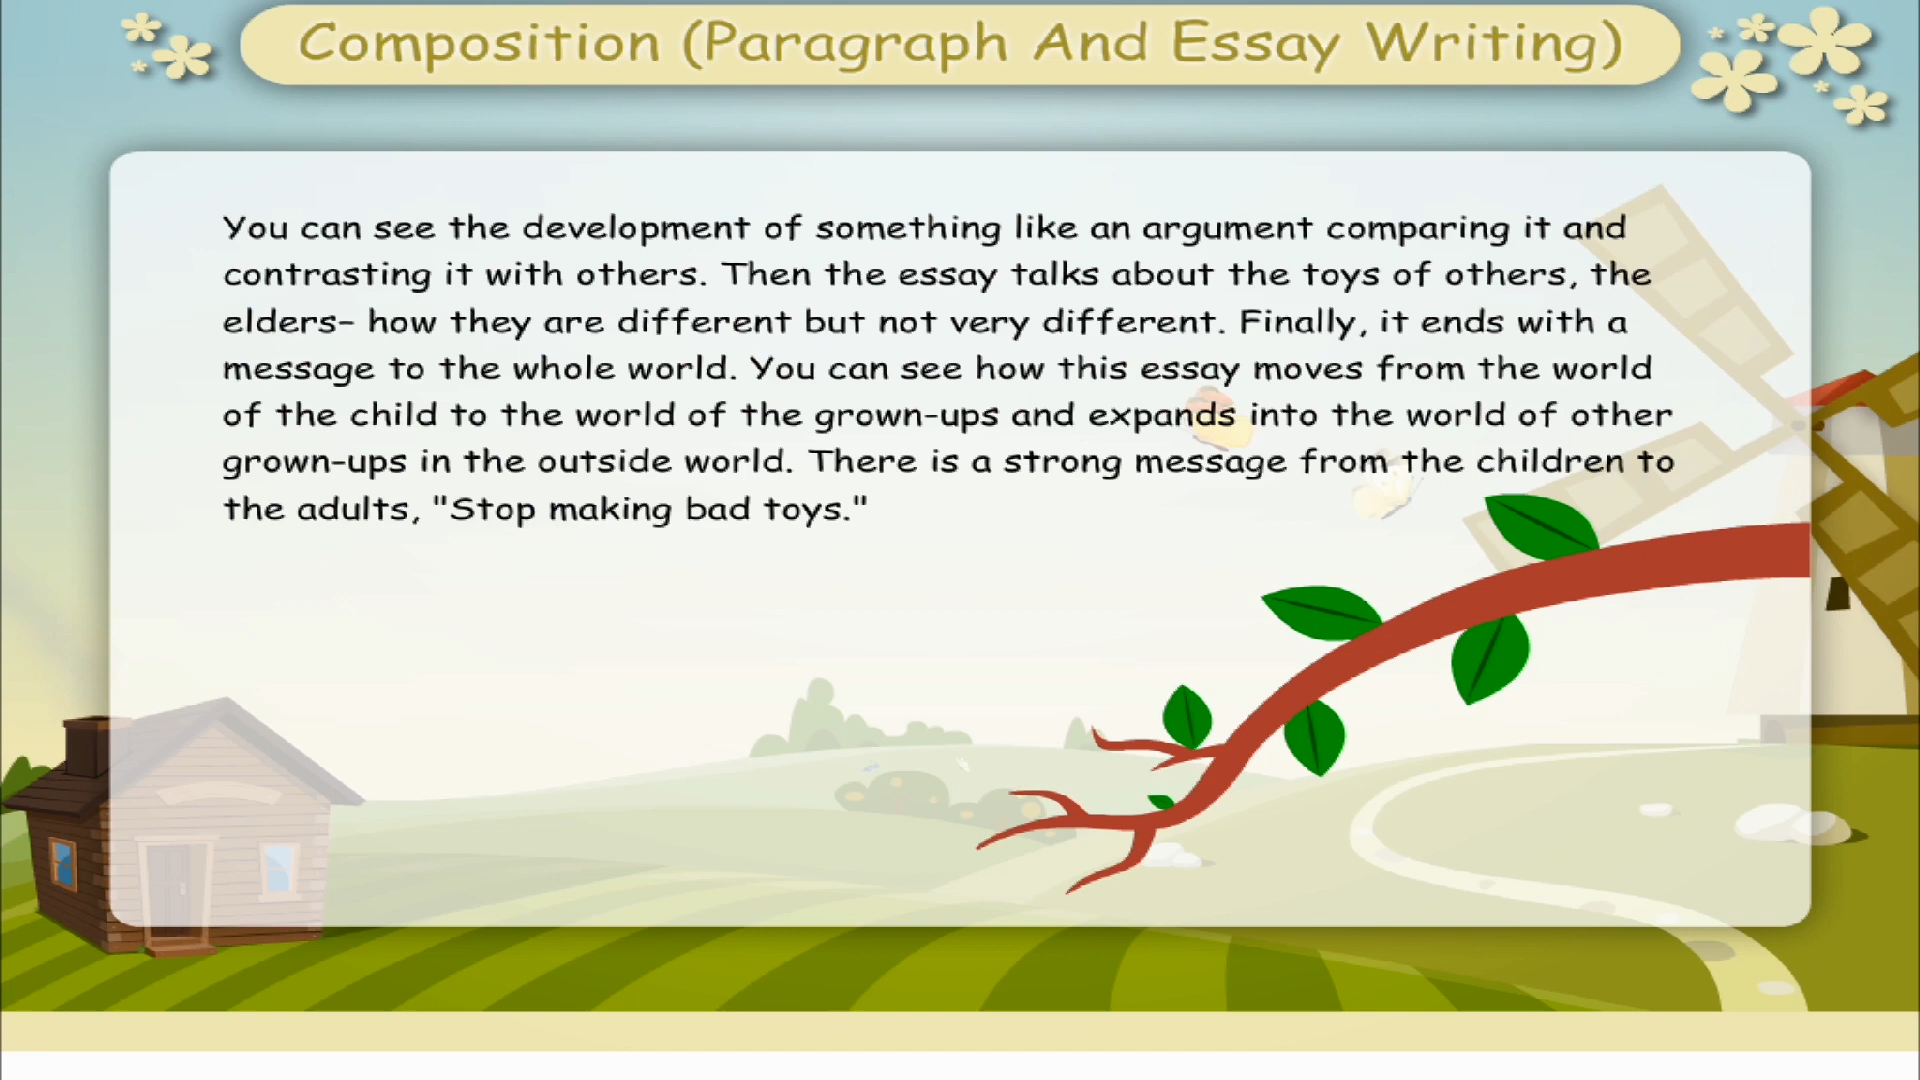 Composition (Paragraph And Essay Writing)
You can see the development of something like an argument comparing it and
contrasting it with others. Then the essay talks about the toys of others, the
elders– how they are different but not very different. Finally, it ends with a
message to the whole world. You can see how this essay moves from the world
of the child to the world of the grown-ups and expands into the world of other
grown-ups in the outside world. There is a strong message from the children to
the adults, "Stop making bad toys."